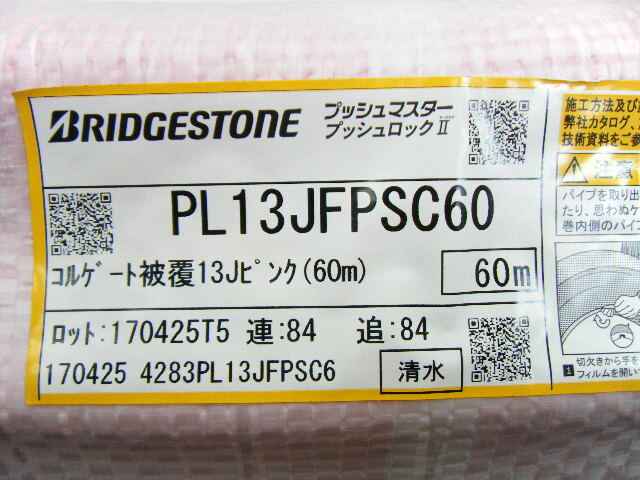 BRIDGESTONE
プッシュマスター
プッシュロックⅡ
PL13JFPSC60
コルゲート被覆13Jピンク(60m)
60m
ロット:170425T5 連:84 追:84
170425 4283PL13JFPSC6
清水
施工方法及び
弊社カタログ、
技術資料をご参
注意
パイプを取り出
たり、思わぬケ
巻内側のパイプ
切欠きから手を
1 フィルムを開い